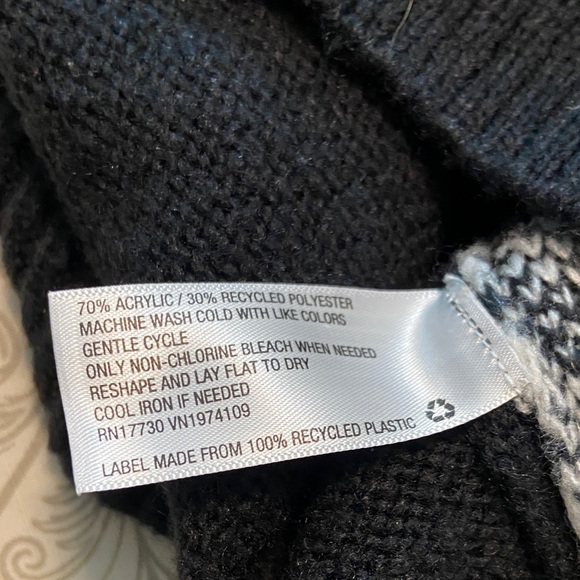 70% ACRYLIC / 30% RECYCLED POLYESTER
MACHINE WASH COLD WITH LIKE COLORS
GENTLE CYCLE
ONLY NON-CHLORINE BLEACH WHEN NEEDED
RESHAPE AND LAY FLAT TO DRY
COOL IRON IF NEEDED
RN17730 VN1974109
LABEL MADE FROM 100% RECYCLED PLASTIC